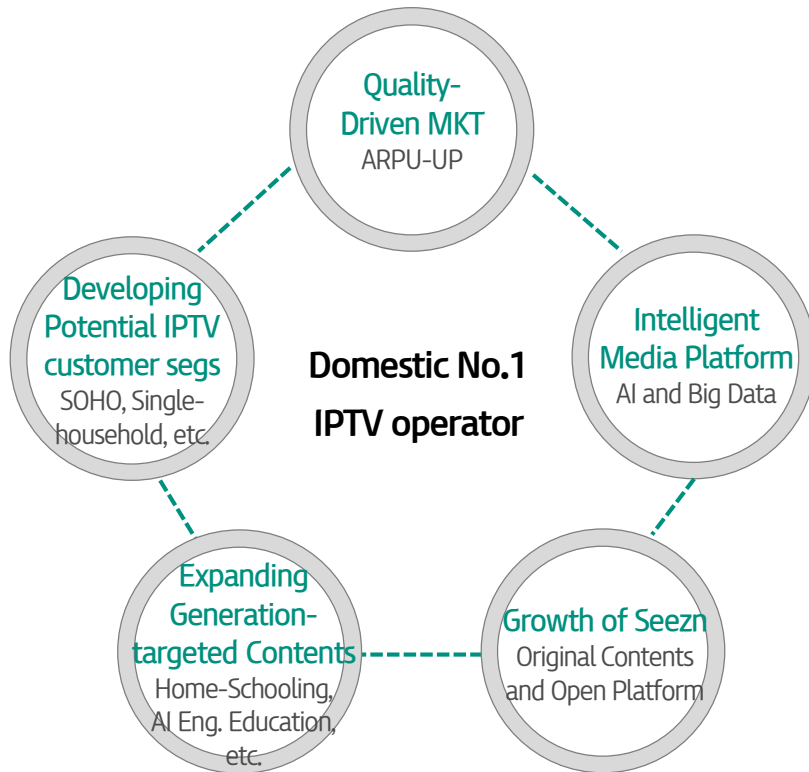 Quality-
Driven MKT
ARPU-UP
Developing
Potential IPTV
customer segs
SOHO, Single-
household, etc.
Domestic No.1
IPTV operator
Intelligent
Media Platform
AI and Big Data
Expanding
Generation-
targeted Contents
Home-Schooling,
AI Eng. Education,
etc.
Growth of Seezn
Original Contents
and Open Platform